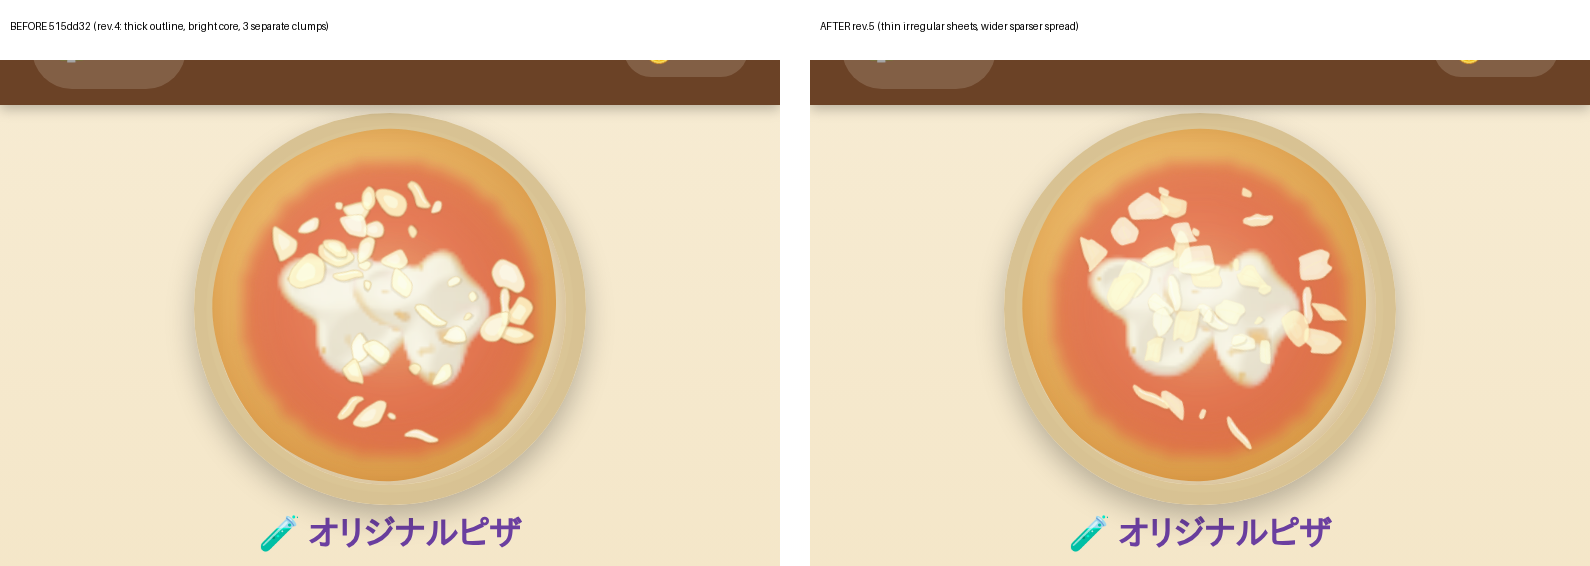 BEFORE 515dd32 (rev.4: thick outline, bright core, 3 separate clumps)
AFTER rev.5 (thin irregular sheets, wider sparser spread)
オリジナルピザ
オリジナルピザ